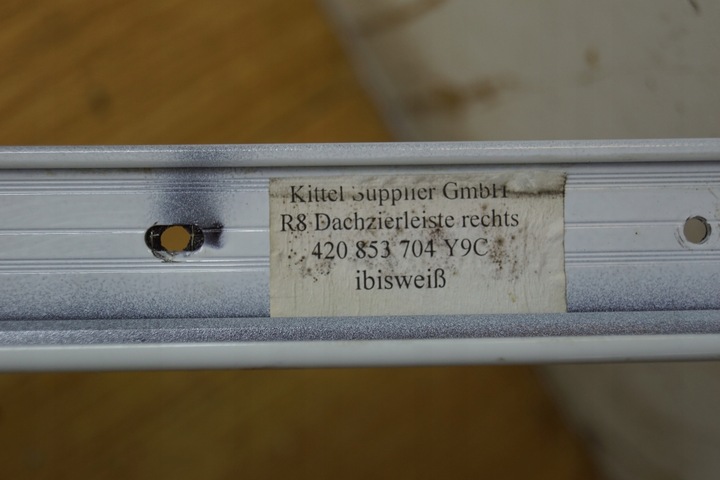 Kittel Supplier GmbH
R8 Dachzierleiste rechts
420 853 704 Y9C
ibisweiß